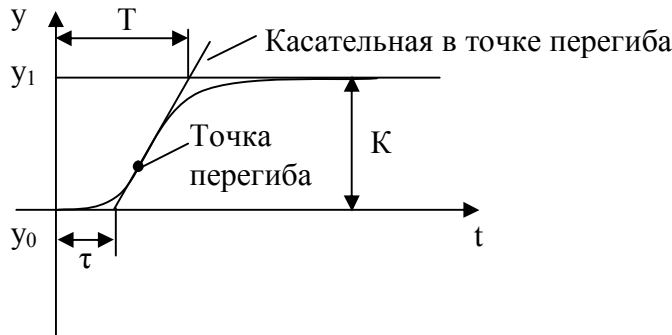 y
T
Касательная в точке перегиба
y₁
Точка
перегиба
К
y₀
τ
t